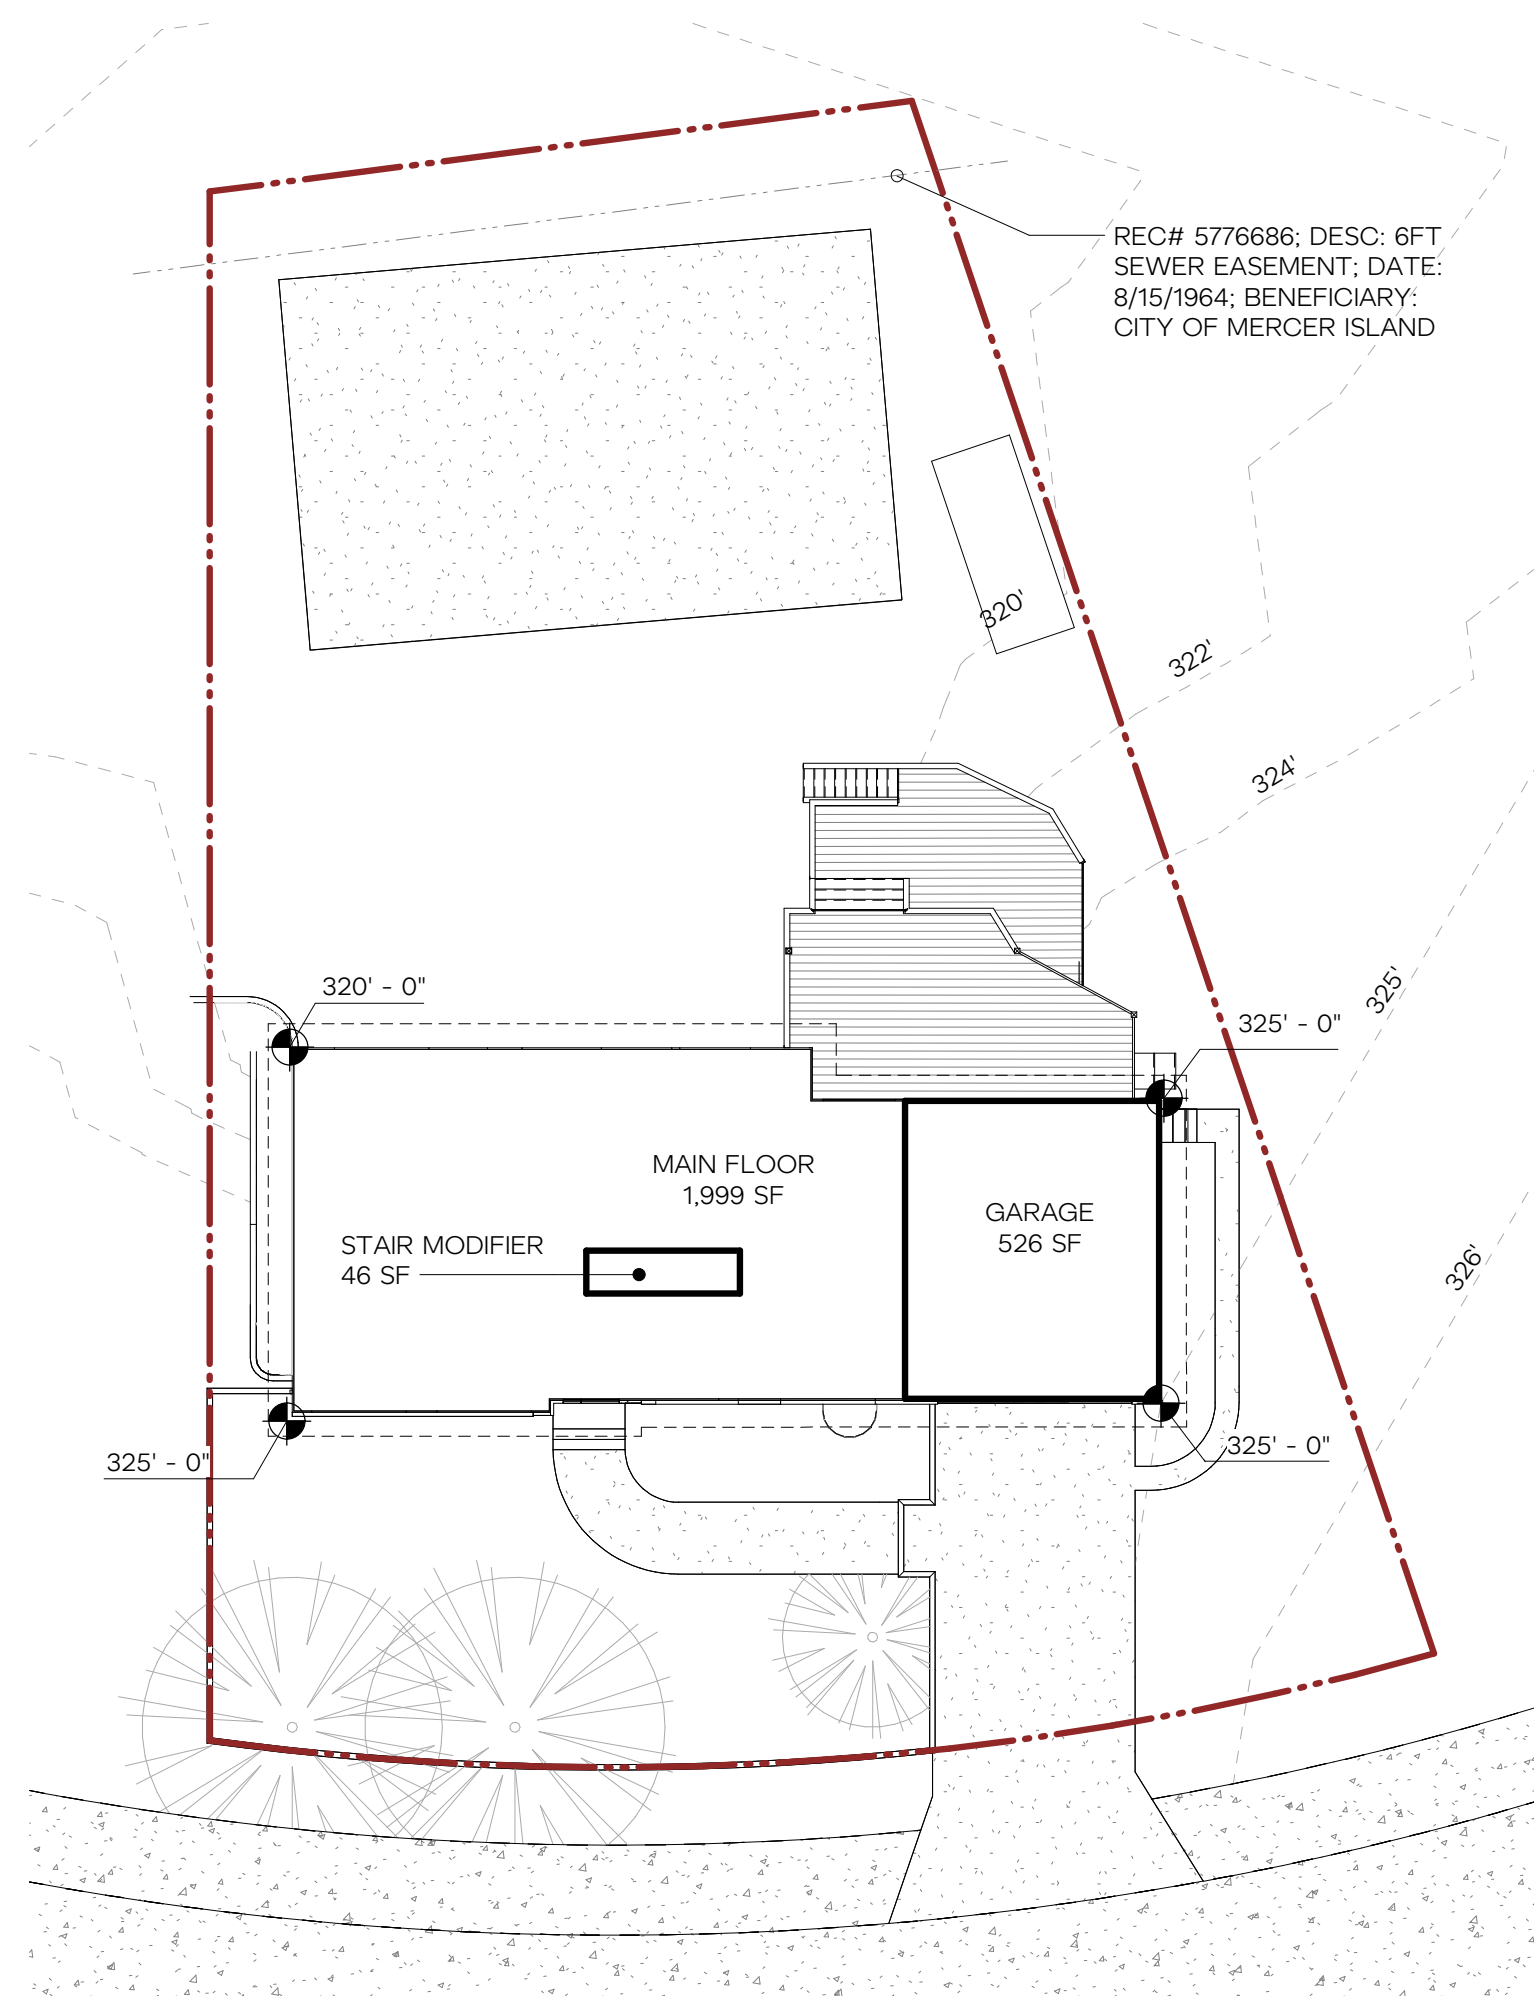 REC# 5776686; DESC: 6FT
SEWER EASEMENT; DATE:
8/15/1964; BENEFICIARY:
CITY OF MERCER ISLAND
320'
322'
324'
325'
320' - 0"
325' - 0"
MAIN FLOOR
1,999 SF
GARAGE
526 SF
STAIR MODIFIER
46 SF
326'
325' - 0"
325' - 0"